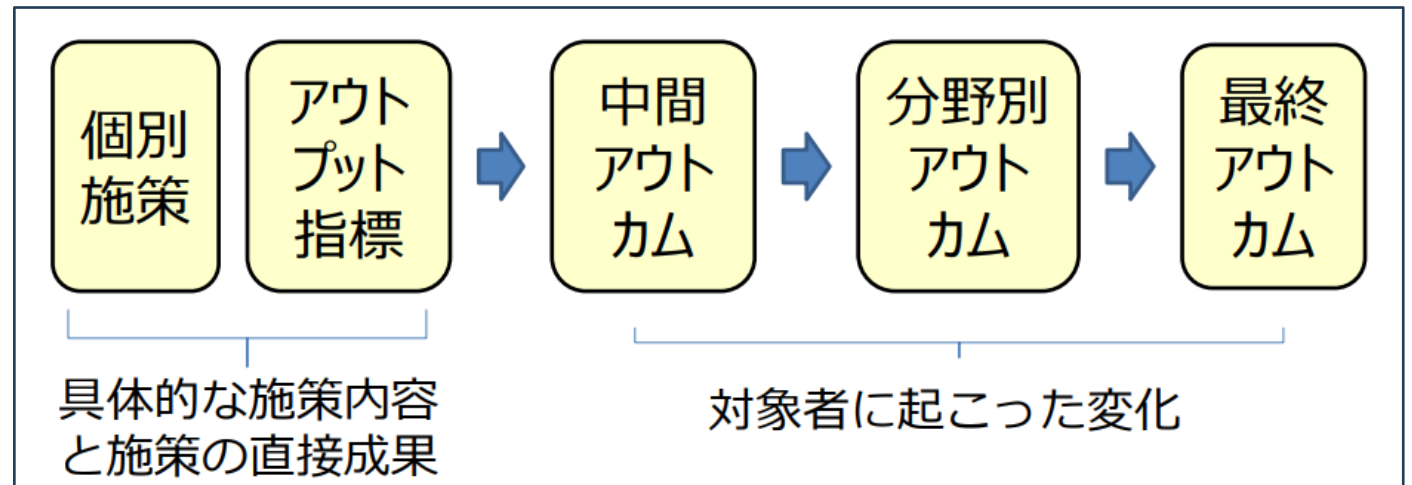 個別
施策
アウト
プット
指標
中間
アウト
カム
分野別
アウト
カム
最終
アウト
カム
具体的な施策内容
と施策の直接成果
対象者に起こった変化